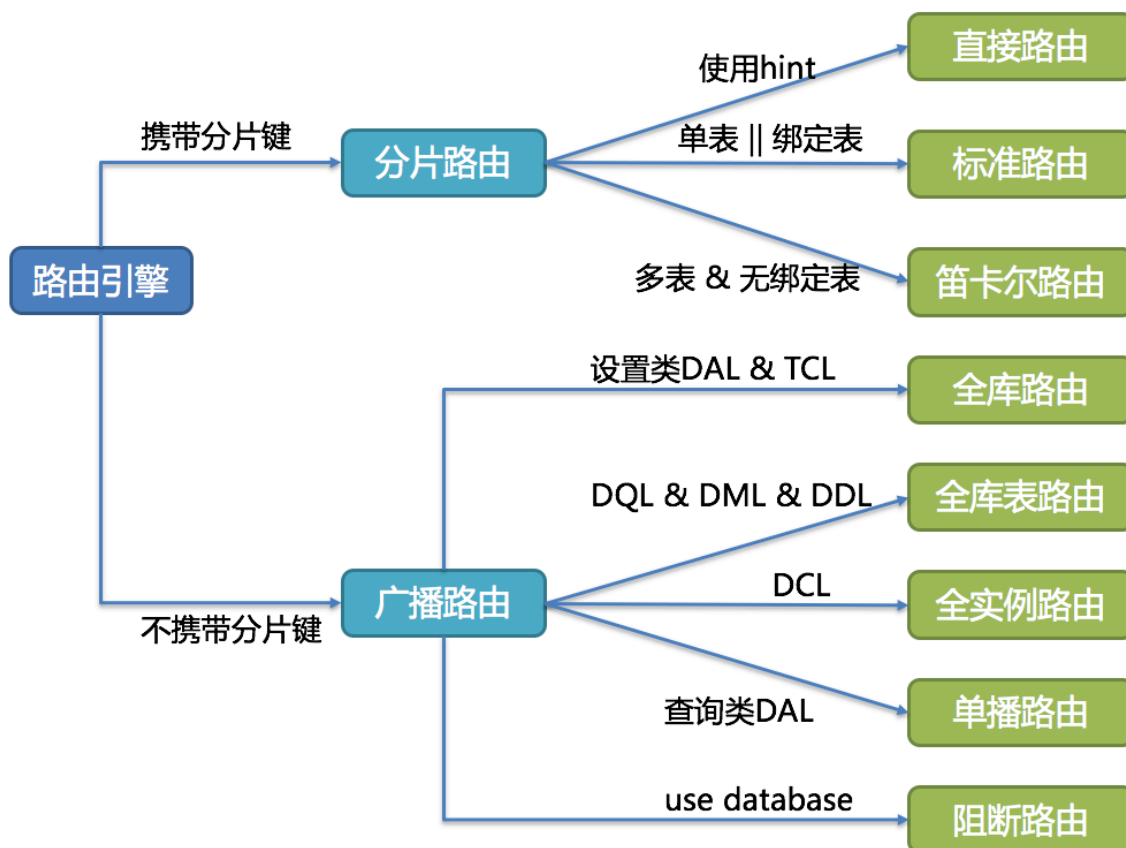 直接路由
使用hint
携带分片键
单表 || 绑定表
分片路由
标准路由
路由引擎
多表 & 无绑定表
笛卡尔路由
设置类DAL & TCL
全库路由
DQL & DML & DDL
全库表路由
不携带分片键
广播路由
DCL
全实例路由
查询类DAL
单播路由
use database
阻断路由